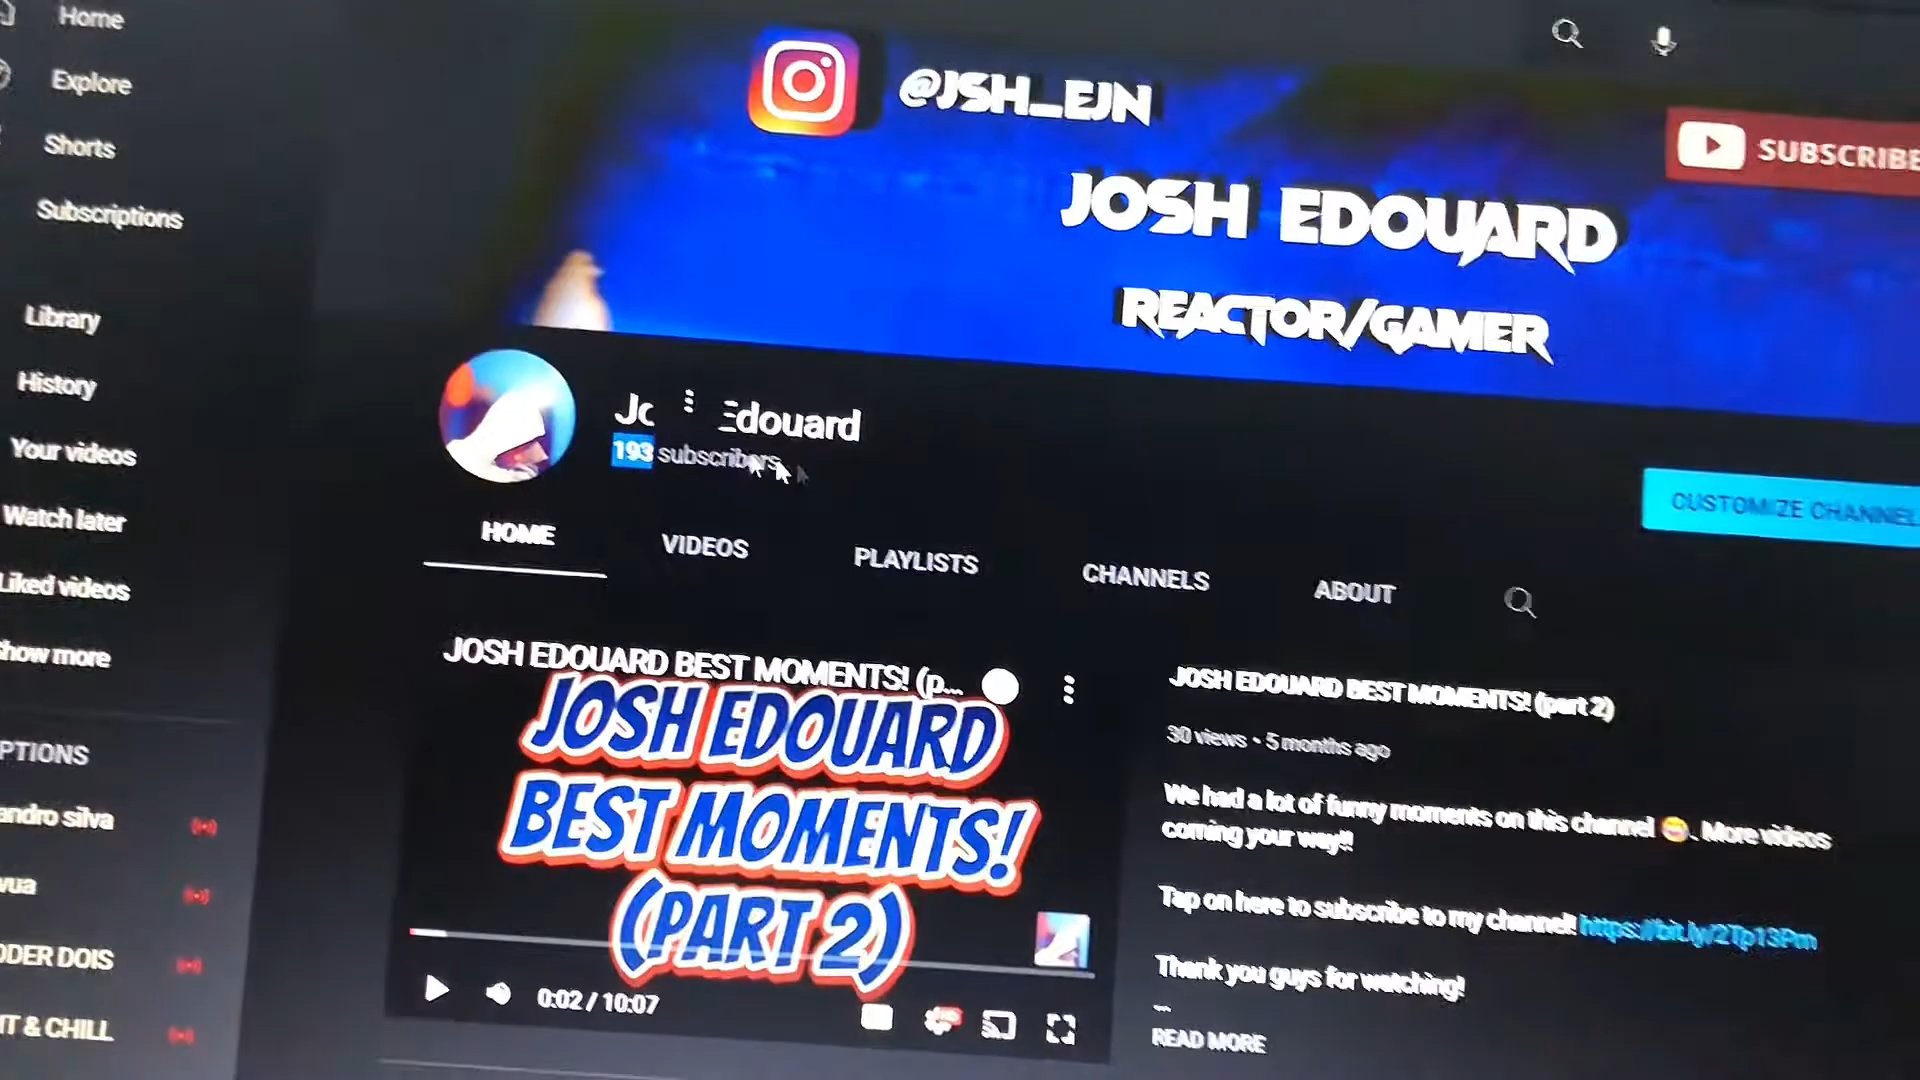 Home
Explore
Shorts
Subscriptions
Library
History
Your videos
Watch later
Liked videos
how more
PTIONS
andro silva
vua
ODER DOIS
IT & CHILL
@JSH_EJN
SUBSCRIBE
JOSH EDOUARD
REACTOR/GAMER
Jo Edouard
193 subscribers
CUSTOMIZE CHANNEL
HOME
VIDEOS
PLAYLISTS
CHANNELS
ABOUT
JOSH EDOUARD BEST MOMENTS! (p...
JOSH EDOUARD
BEST MOMENTS!
(PART 2)
0:02 / 10:07
HD
JOSH EDOUARD BEST MOMENTS! (part 2)
30 views • 5 months ago
We had a lot of funny moments on this channel 😂. More videos
coming your way!!
Tap on here to subscribe to my channel! https://bit.ly/2Tp13Pm
Thank you guys for watching!
...
READ MORE